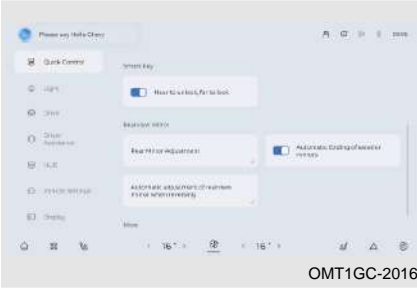 Please say Hello Chery
Quick Control
Smart Key
Light
Near to unlock, far to lock
Drive
Rearview mirror
Driver
Assistance
Rear Mirror Adjustment
Automatic folding of exterior
mirrors
HUD
Automatic adjustment of rearview
mirror when reversing
Vehicle Settings
Display
More
16°
16°
OMT1GC-2016